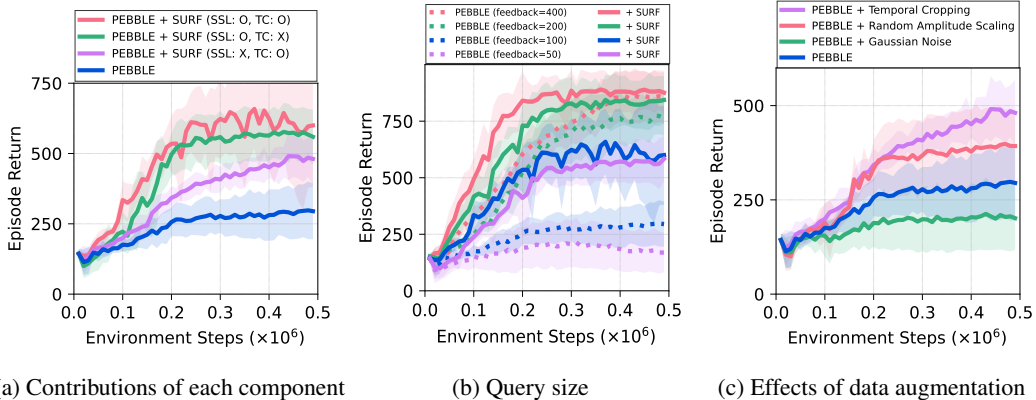 PEBBLE + SURF (SSL: O, TC: O)
PEBBLE + SURF (SSL: O, TC: X)
PEBBLE + SURF (SSL: X, TC: O)
PEBBLE
750
500
250
0
Episode Return
0.0 0.1 0.2 0.3 0.4 0.5
Environment Steps (×10⁶)
a) Contributions of each component
PEBBLE (feedback=400) + SURF
PEBBLE (feedback=200) + SURF
PEBBLE (feedback=100) + SURF
PEBBLE (feedback=50) + SURF
750
500
250
0
Episode Return
0.0 0.1 0.2 0.3 0.4 0.5
Environment Steps (×10⁶)
(b) Query size
PEBBLE + Temporal Cropping
PEBBLE + Random Amplitude Scaling
PEBBLE + Gaussian Noise
PEBBLE
500
250
0
Episode Return
0.0 0.1 0.2 0.3 0.4 0.5
Environment Steps (×10⁶)
(c) Effects of data augmentation